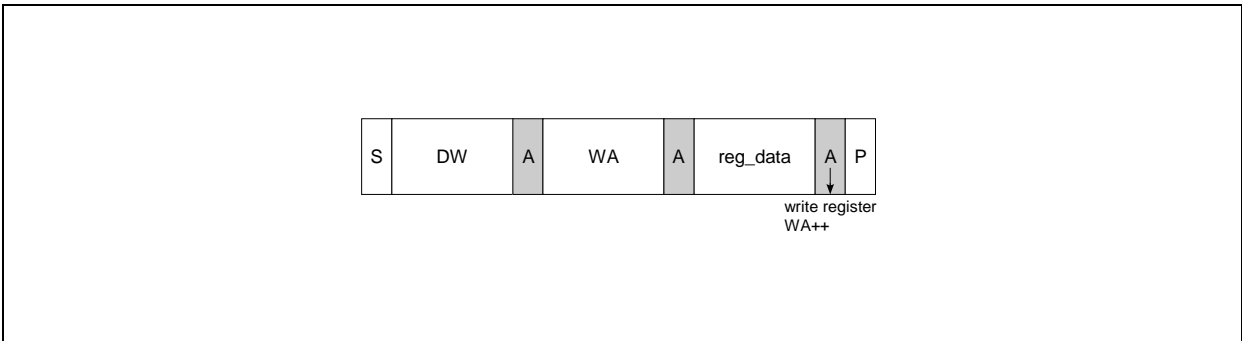 S DW A WA A reg_data A P
write register
WA++